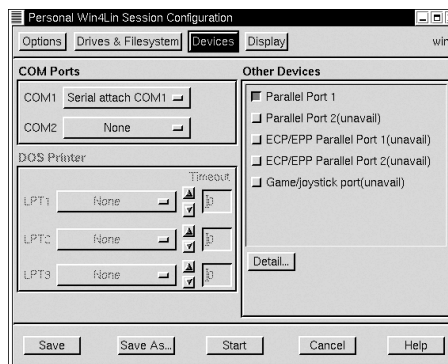 Personal Win4Lin Session Configuration
Options Drives & Filesystem Devices Display win
COM Ports
COM1 Serial attach COM1
COM2 None
DOS Printer
Timeout
LPT1 None
LPT2 None
LPT3 None
Other Devices
Parallel Port 1
Parallel Port 2(unavail)
ECP/EPP Parallel Port 1(unavail)
ECP/EPP Parallel Port 2(unavail)
Game/joystick port(unavail)
Detail...
Save Save As... Start Cancel Help